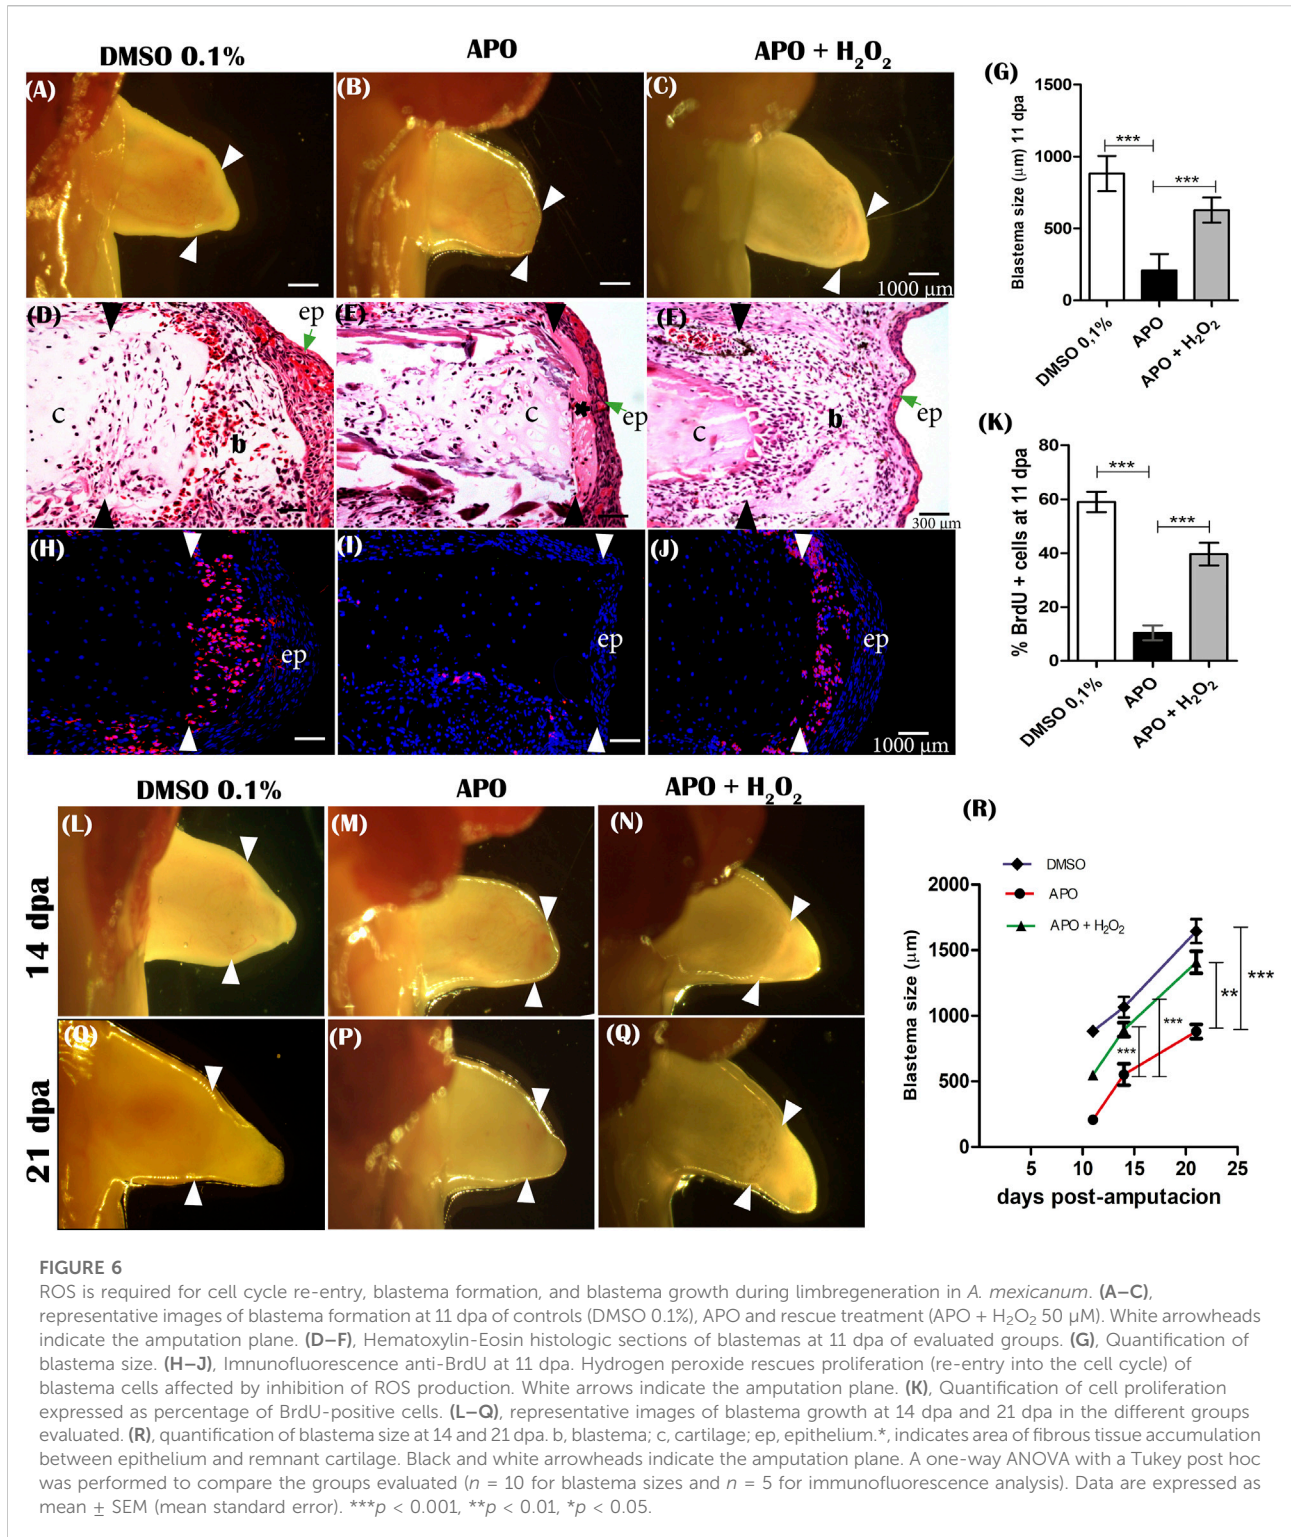 DMSO 0.1%
APO
APO + H₂O₂
(A)
(B)
(C)
1000 µm
(G)
Blastema size (µm) 11 dpa
1500
1000
500
0
***
***
DMSO 0,1%
APO
APO + H₂O₂
(D)
ep
c
b
(E)
c
*
ep
(E)
c
b
ep
300 µm
(H)
ep
(I)
ep
(J)
ep
1000 µm
(K)
% BrdU + cells at 11 dpa
80
60
40
20
0
***
***
DMSO 0,1%
APO
APO + H₂O₂
DMSO 0.1%
APO
APO + H₂O₂
14 dpa
(L)
(M)
(N)
21 dpa
(O)
(P)
(Q)
(R)
DMSO
APO
APO + H₂O₂
Blastema size (µm)
2000
1500
1000
500
0
***
***
**
***
5
10
15
20
25
days post-amputacion
FIGURE 6
ROS is required for cell cycle re-entry, blastema formation, and blastema growth during limbregeneration in A. mexicanum. (A–C),
representative images of blastema formation at 11 dpa of controls (DMSO 0.1%), APO and rescue treatment (APO + H₂O₂ 50 µM). White arrowheads
indicate the amputation plane. (D–F), Hematoxylin-Eosin histologic sections of blastemas at 11 dpa of evaluated groups. (G), Quantification of
blastema size. (H–J), Immunofluorescence anti-BrdU at 11 dpa. Hydrogen peroxide rescues proliferation (re-entry into the cell cycle) of
blastema cells affected by inhibition of ROS production. White arrows indicate the amputation plane. (K), Quantification of cell proliferation
expressed as percentage of BrdU-positive cells. (L–Q), representative images of blastema growth at 14 dpa and 21 dpa in the different groups
evaluated. (R), quantification of blastema size at 14 and 21 dpa. b, blastema; c, cartilage; ep, epithelium.*, indicates area of fibrous tissue accumulation
between epithelium and remnant cartilage. Black and white arrowheads indicate the amputation plane. A one-way ANOVA with a Tukey post hoc
was performed to compare the groups evaluated (n = 10 for blastema sizes and n = 5 for immunofluorescence analysis). Data are expressed as
mean ± SEM (mean standard error). ***p < 0.001, **p < 0.01, *p < 0.05.